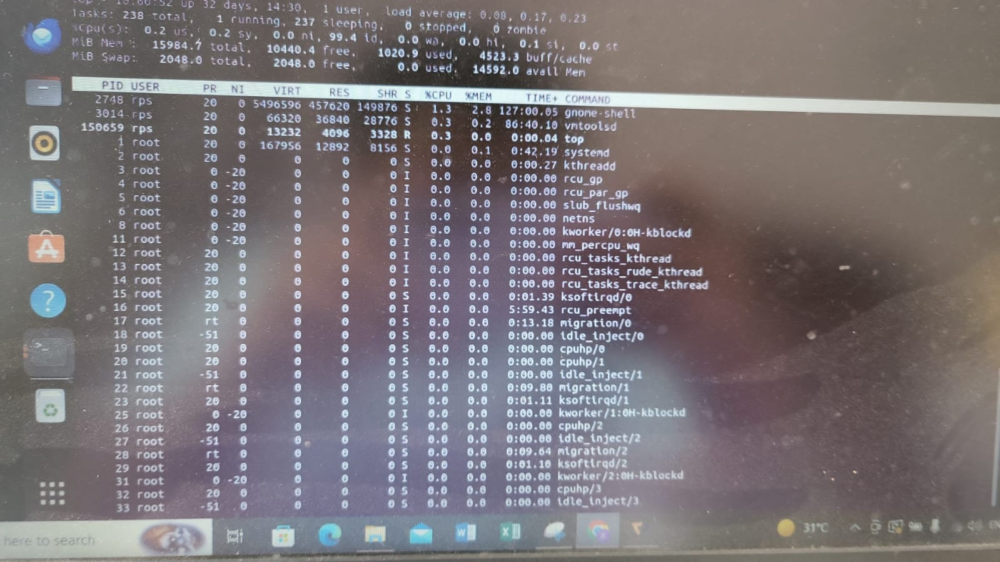 up 32 days, 14:30, 1 user, load average: 0.08, 0.17, 0.23
Tasks: 238 total, 1 running, 237 sleeping, 0 stopped, 0 zombie
%Cpu(s): 0.2 us, 0.2 sy, 0.0 ni, 99.4 id, 0.0 wa, 0.0 hi, 0.1 si, 0.0 st
MiB Mem : 15984.7 total, 10440.4 free, 1020.9 used, 4523.3 buff/cache
MiB Swap: 2048.0 total, 2048.0 free, 0.0 used, 14592.0 avail Mem
PID USER PR NI VIRT RES SHR S %CPU %MEM TIME+ COMMAND
2748 rps 20 0 5496596 457620 149876 S 1.3 2.8 127:00.05 gnome-shell
3014 rps 20 0 66320 36840 28776 S 0.3 0.2 86:40.10 vmtoolsd
150659 rps 20 0 13232 4096 3328 R 0.3 0.0 0:00.04 top
1 root 20 0 167956 12892 8156 S 0.0 0.1 0:42.19 systemd
2 root 20 0 0 0 0 S 0.0 0.0 0:00.27 kthreadd
3 root 0 -20 0 0 0 I 0.0 0.0 0:00.00 rcu_gp
4 root 0 -20 0 0 0 I 0.0 0.0 0:00.00 rcu_par_gp
5 root 0 -20 0 0 0 I 0.0 0.0 0:00.00 slub_flushwq
6 root 0 -20 0 0 0 I 0.0 0.0 0:00.00 netns
8 root 0 -20 0 0 0 I 0.0 0.0 0:00.00 kworker/0:0H-kblockd
11 root 0 -20 0 0 0 I 0.0 0.0 0:00.00 mm_percpu_wq
12 root 20 0 0 0 0 I 0.0 0.0 0:00.00 rcu_tasks_kthread
13 root 20 0 0 0 0 I 0.0 0.0 0:00.00 rcu_tasks_rude_kthread
14 root 20 0 0 0 0 I 0.0 0.0 0:00.00 rcu_tasks_trace_kthread
15 root 20 0 0 0 0 S 0.0 0.0 0:01.39 ksoftirqd/0
16 root 20 0 0 0 0 I 0.0 0.0 5:59.43 rcu_preempt
17 root rt 0 0 0 0 S 0.0 0.0 0:13.18 migration/0
18 root -51 0 0 0 0 S 0.0 0.0 0:00.00 idle_inject/0
19 root 20 0 0 0 0 S 0.0 0.0 0:00.00 cpuhp/0
20 root 20 0 0 0 0 S 0.0 0.0 0:00.00 cpuhp/1
21 root -51 0 0 0 0 S 0.0 0.0 0:00.00 idle_inject/1
22 root rt 0 0 0 0 S 0.0 0.0 0:09.80 migration/1
23 root 20 0 0 0 0 S 0.0 0.0 0:01.11 ksoftirqd/1
25 root 0 -20 0 0 0 I 0.0 0.0 0:00.00 kworker/1:0H-kblockd
26 root 20 0 0 0 0 S 0.0 0.0 0:00.00 cpuhp/2
27 root -51 0 0 0 0 S 0.0 0.0 0:00.00 idle_inject/2
28 root rt 0 0 0 0 S 0.0 0.0 0:09.64 migration/2
29 root 20 0 0 0 0 S 0.0 0.0 0:01.10 ksoftirqd/2
31 root 0 -20 0 0 0 I 0.0 0.0 0:00.00 kworker/2:0H-kblockd
32 root 20 0 0 0 0 S 0.0 0.0 0:00.00 cpuhp/3
33 root -51 0 0 0 0 S 0.0 0.0 0:00.00 idle_inject/3
here to search 31°C